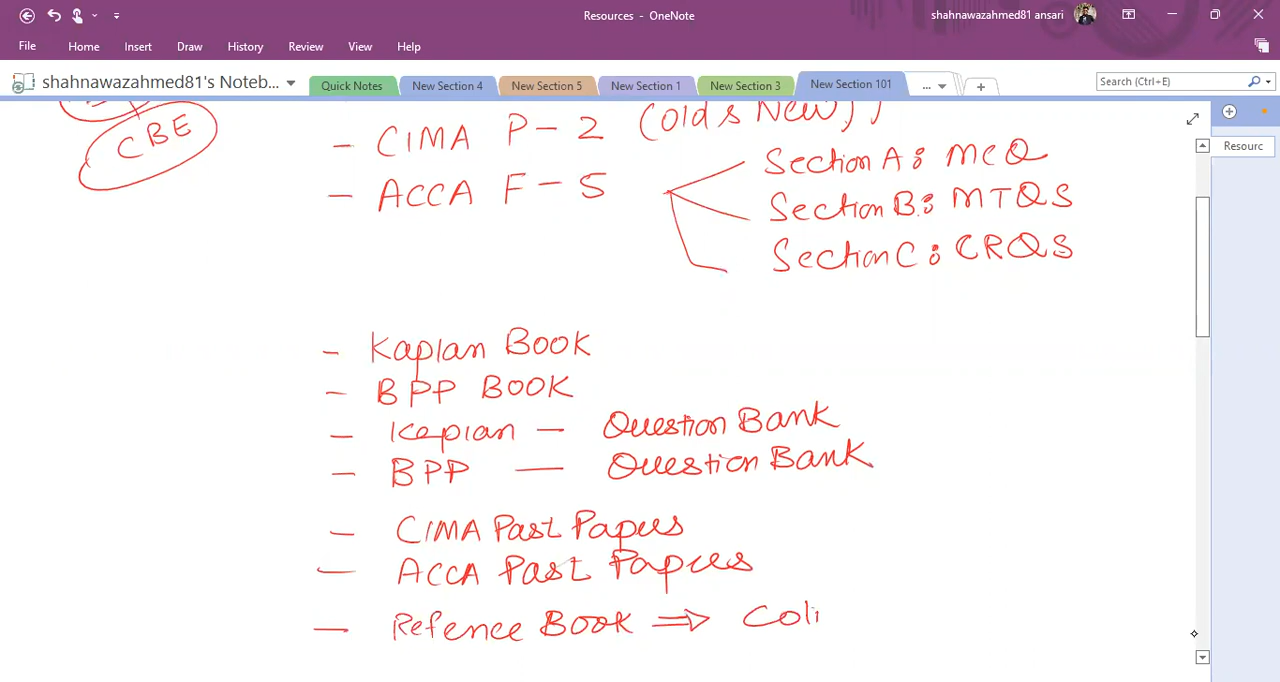 Resources - OneNote
shahnawazahmed81 ansari
File Home Insert Draw History Review View Help
shahnawazahmed81's Noteb...
Quick Notes
New Section 4
New Section 5
New Section 1
New Section 3
New Section 101
...
Search (Ctrl+E)
Resourc
CBE
- CIMA P-2 (Old & New)
- ACCA F-5
Section A: MCQ
Section B: MTQS
Section C: CRQS
- Kaplan Book
- BPP BOOK
- Keplan - Question Bank
- BPP - Question Bank
- CIMA Past Papers
- ACCA Past Papers
- Refence Book ⇒ Coli